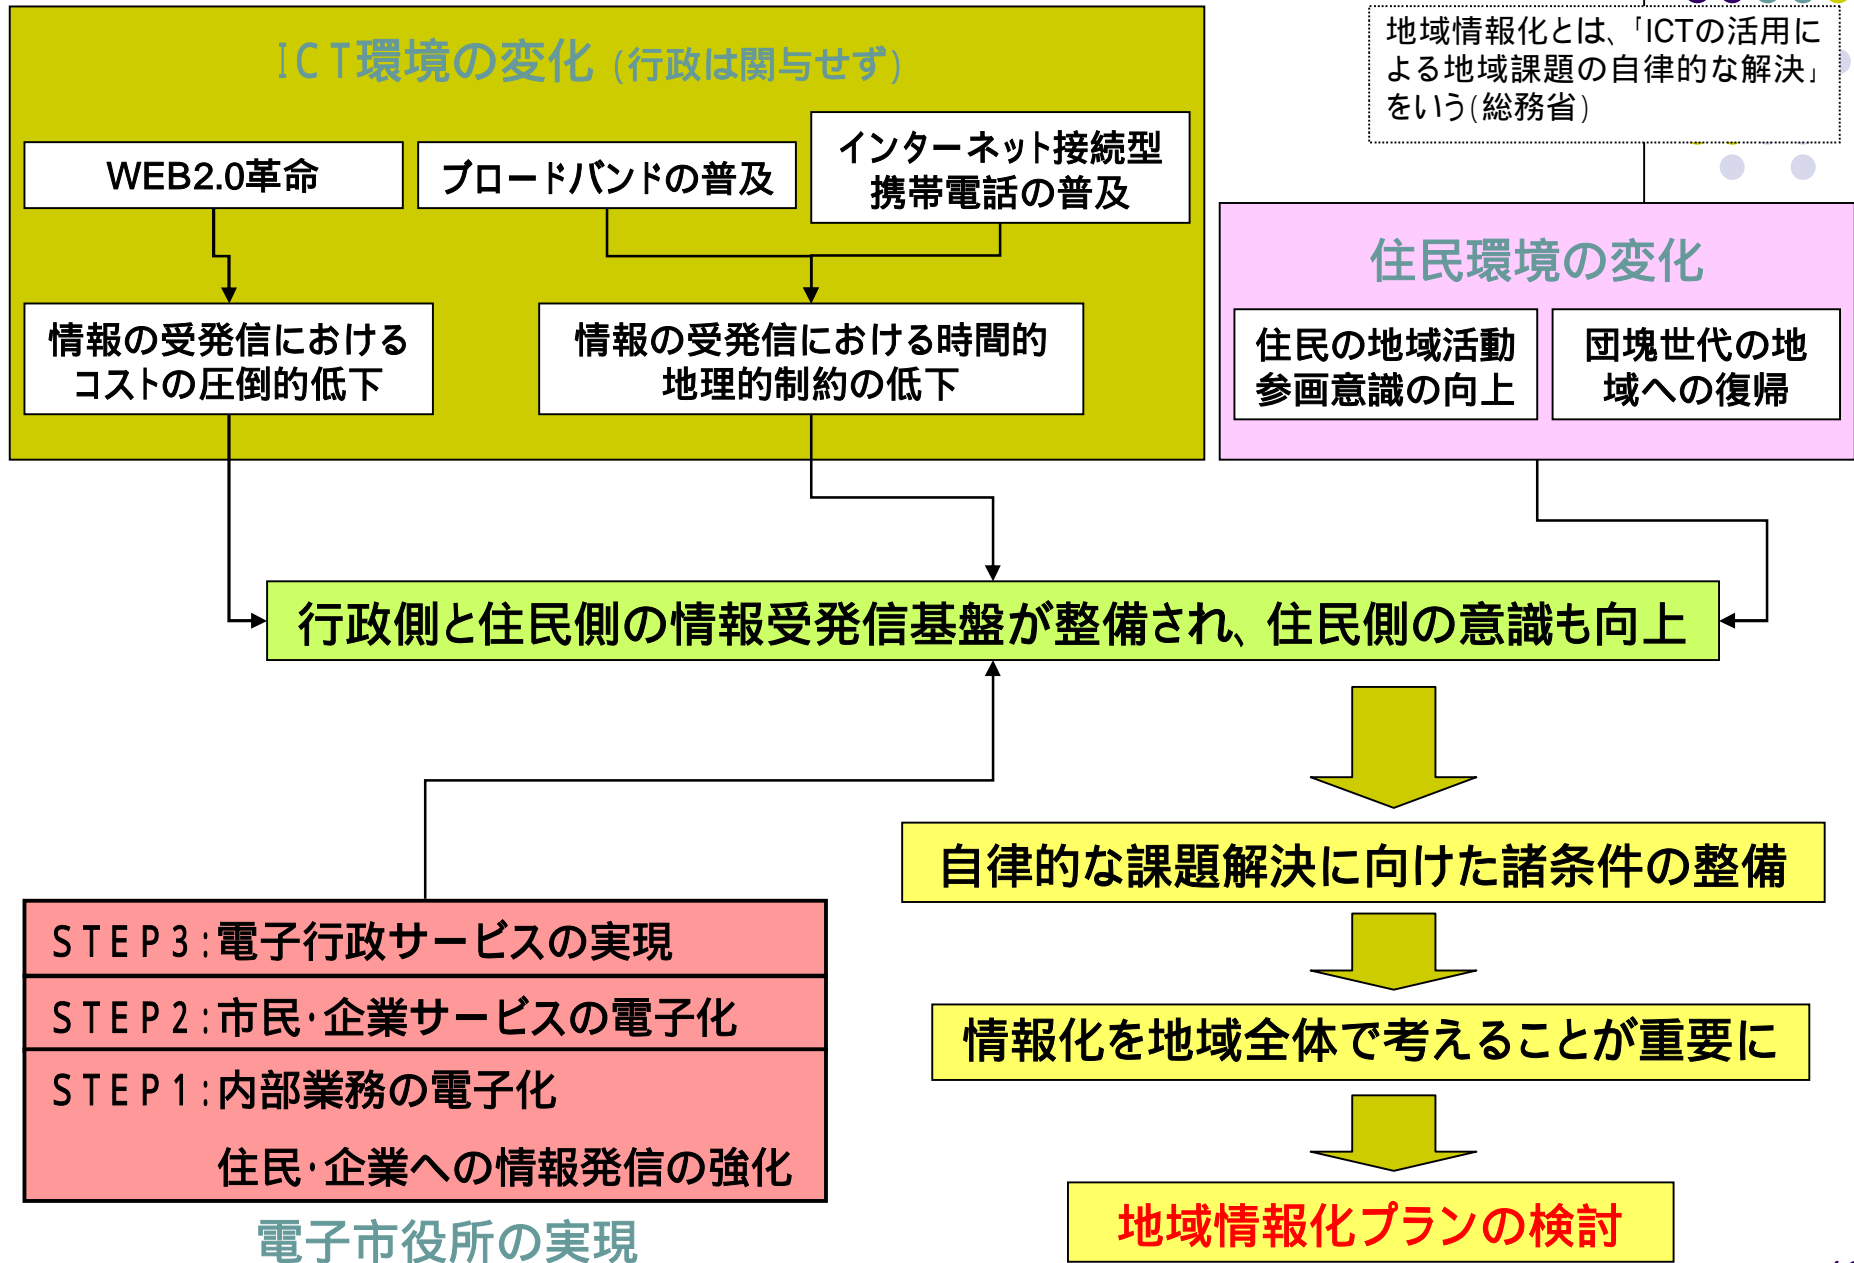 ICT環境の変化（行政は関与せず）
地域情報化とは、「ICTの活用に
よる地域課題の自律的な解決」
をいう（総務省）
WEB2.0革命
ブロードバンドの普及
インターネット接続型
携帯電話の普及
住民環境の変化
情報の受発信における
コストの圧倒的低下
情報の受発信における時間的
地理的制約の低下
住民の地域活動
参画意識の向上
団塊世代の地
域への復帰
行政側と住民側の情報受発信基盤が整備され、住民側の意識も向上
自律的な課題解決に向けた諸条件の整備
情報化を地域全体で考えることが重要に
地域情報化プランの検討
STEP3：電子行政サービスの実現
STEP2：市民・企業サービスの電子化
STEP1：内部業務の電子化
住民・企業への情報発信の強化
電子市役所の実現